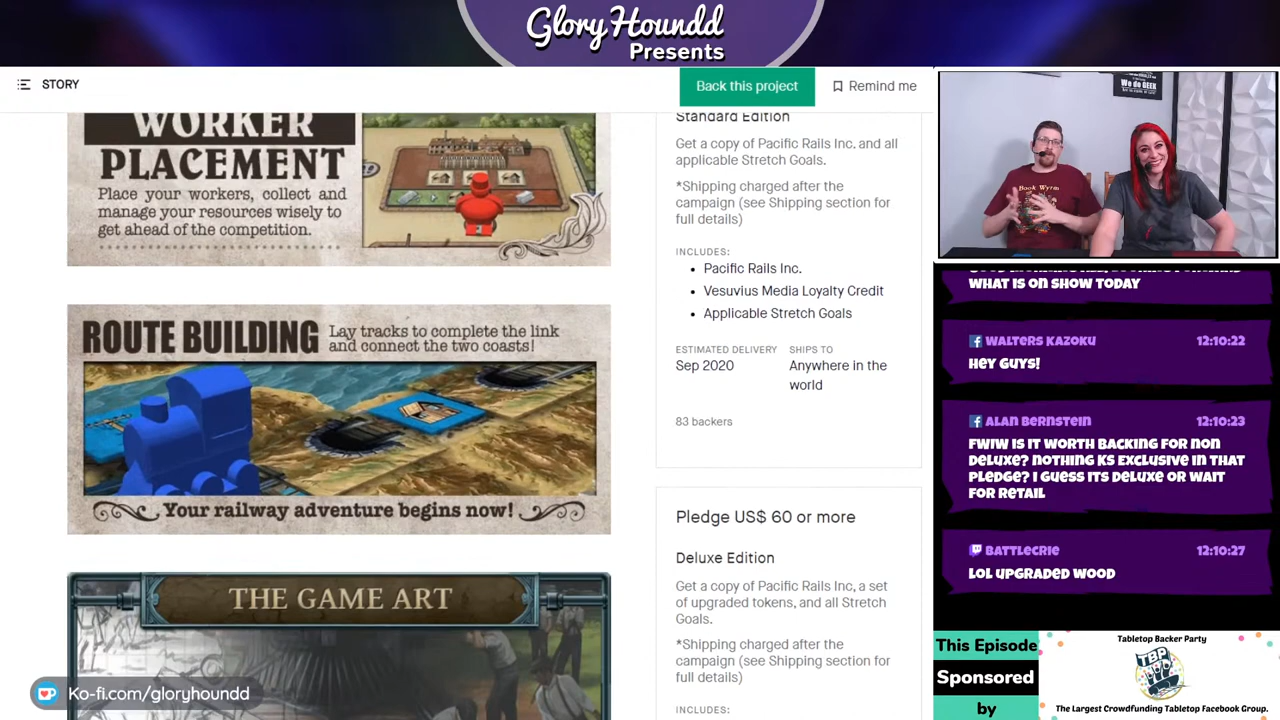 GloryHoundd
Presents
STORY
Back this project
Remind me
WORKER
PLACEMENT
Place your workers, collect and
manage your resources wisely to
get ahead of the competition.
ROUTE BUILDING
Lay tracks to complete the link
and connect the two coasts!
Your railway adventure begins now!
THE GAME ART
Ko-fi.com/gloryhoundd
Standard Edition
Get a copy of Pacific Rails Inc. and all
applicable Stretch Goals.
*Shipping charged after the
campaign (see Shipping section for
full details)
INCLUDES:
• Pacific Rails Inc.
• Vesuvius Media Loyalty Credit
• Applicable Stretch Goals
ESTIMATED DELIVERY
Sep 2020
SHIPS TO
Anywhere in the
world
83 backers
Pledge US$ 60 or more
Deluxe Edition
Get a copy of Pacific Rails Inc, a set
of upgraded tokens, and all Stretch
Goals.
*Shipping charged after the
campaign (see Shipping section for
full details)
INCLUDES:
We do GEEK
Book Wyrm
WHAT IS ON SHOW TODAY
WALTERS KAZOKU 12:10:22
HEY GUYS!
ALAN BERNSTEIN 12:10:23
FWIW IS IT WORTH BACKING FOR NON
DELUXE? NOTHING KS EXCLUSIVE IN THAT
PLEDGE? I GUESS ITS DELUXE OR WAIT
FOR RETAIL
BATTLECRIE 12:10:27
LOL UPGRADED WOOD
This Episode
Sponsored
by
Tabletop Backer Party
TBP
The Largest Crowdfunding Tabletop Facebook Group.